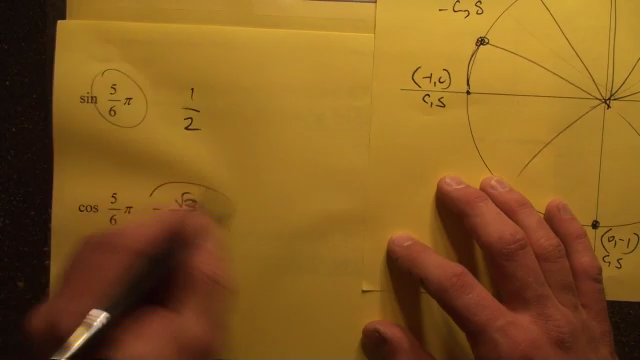 sin 5/6 π 1/2
cos 5/6 π
-C, S
(-1,0)
C, S
(0,-1)
C, S